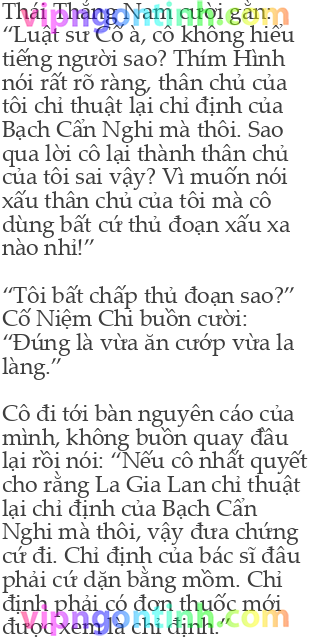 Thái Thắng Nam cười gằn:
“Luật sư Cố à, cô không hiểu
tiếng người sao? Thím Hình
nói rất rõ ràng, thân chủ của
tôi chỉ thuật lại chỉ định của
Bạch Cẩn Nghi mà thôi. Sao
qua lời cô lại thành thân chủ
của tôi sai vậy? Vì muốn nói
xấu thân chủ của tôi mà cô
dùng bất cứ thủ đoạn xấu xa
nào nhỉ!”
“Tôi bất chấp thủ đoạn sao?”
Cố Niệm Chi buồn cười:
“Đúng là vừa ăn cướp vừa la
làng.”
Cô đi tới bàn nguyên cáo của
mình, không buồn quay đầu
lại rồi nói: “Nếu cô nhất quyết
cho rằng La Gia Lan chỉ thuật
lại chỉ định của Bạch Cẩn
Nghi mà thôi, vậy đưa chứng
cứ đi. Chỉ định của bác sĩ đâu
phải cứ dặn bằng mồm. Chỉ
định phải có đơn thuốc mới
được xem là chỉ định.”
vipngontinh.com
vipngontinh.com